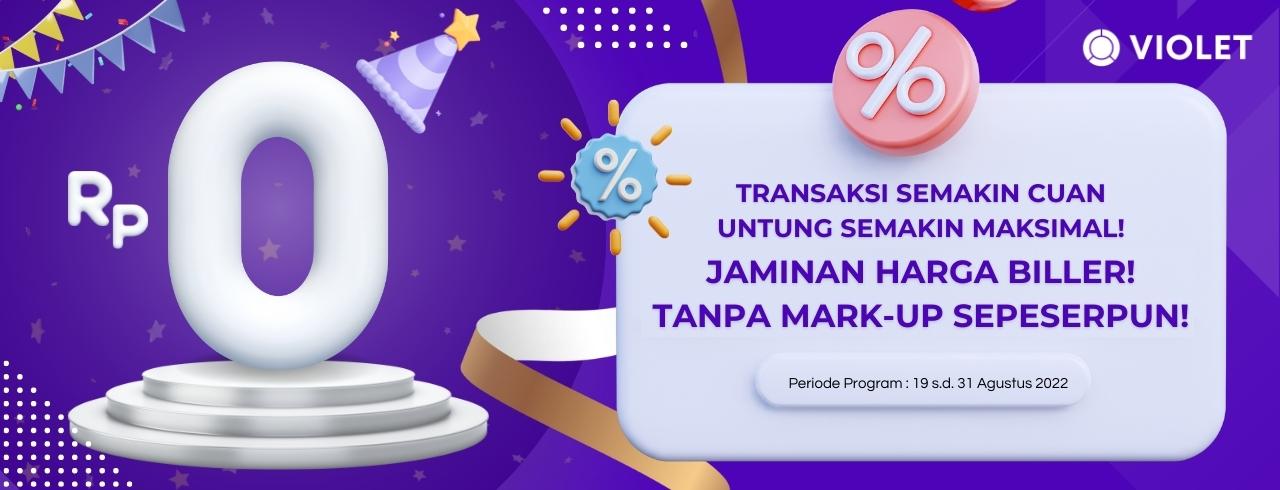 RP 0
%
%
VIOLET
TRANSAKSI SEMAKIN CUAN
UNTUNG SEMAKIN MAKSIMAL!
JAMINAN HARGA BILLER!
TANPA MARK-UP SEPESERPUN!
Periode Program : 19 s.d. 31 Agustus 2022